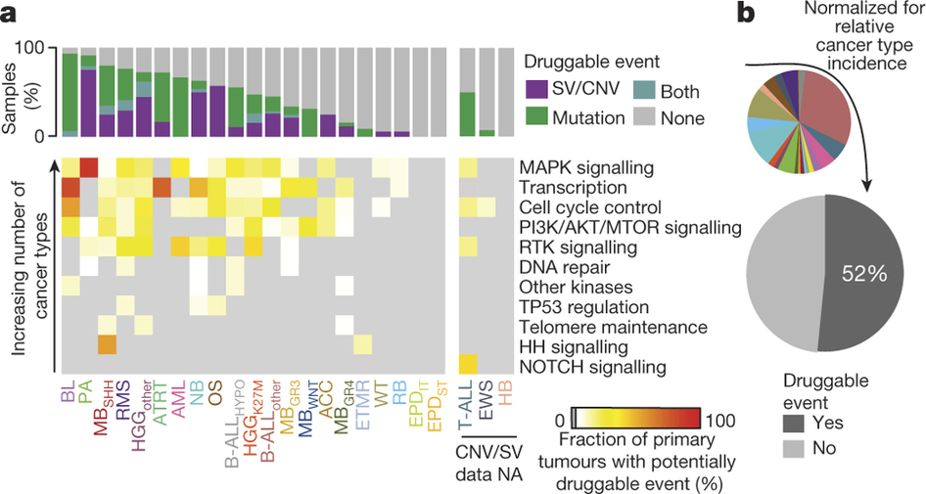 a
100
0
Samples
(%)
Druggable event
SV/CNV
Both
Mutation
None
Increasing number of
cancer types
MAPK signalling
Transcription
Cell cycle control
PI3K/AKT/MTOR signalling
RTK signalling
DNA repair
Other kinases
TP53 regulation
Telomere maintenance
HH signalling
NOTCH signalling
BL
PA
MBSHH
RMS
HGGother
ATRT
AML
NB
OS
B-ALLHYPO
HGGK27M
B-ALLother
MBGR3
MBWNT
ACC
MBGR4
ETMR
WT
RB
EPDIT
EPDST
T-ALL
EWS
HB
CNV/SV
data NA
0
100
Fraction of primary
tumours with potentially
druggable event (%)
b
Normalized for
relative
cancer type
incidence
52%
Druggable
event
Yes
No